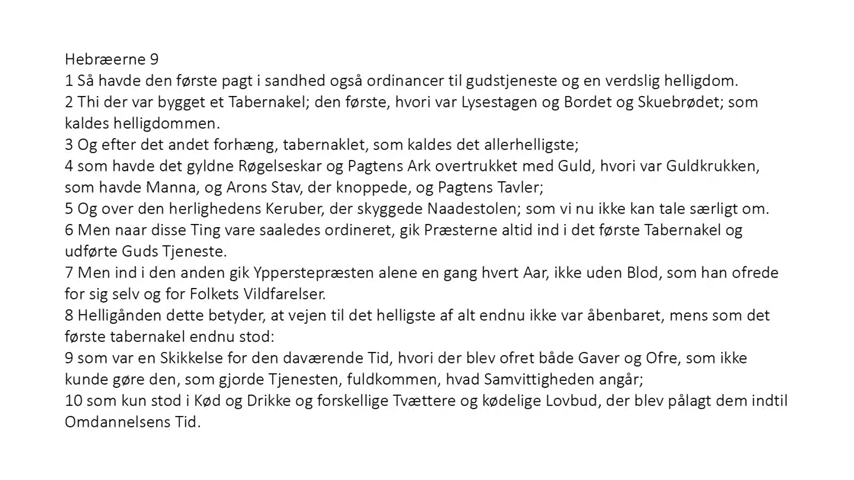 Hebræerne 9
1 Så havde den første pagt i sandhed også ordinancer til gudstjeneste og en verdslig helligdom.
2 Thi der var bygget et Tabernakel; den første, hvori var Lysestagen og Bordet og Skuebrødet; som
kaldes helligdommen.
3 Og efter det andet forhæng, tabernaklet, som kaldes det allerhelligste;
4 som havde det gyldne Røgelseskar og Pagtens Ark overtrukket med Guld, hvori var Guldkrukken,
som havde Manna, og Arons Stav, der knoppede, og Pagtens Tavler;
5 Og over den herlighedens Keruber, der skyggede Naadestolen; som vi nu ikke kan tale særligt om.
6 Men naar disse Ting vare saaledes ordineret, gik Præsterne altid ind i det første Tabernakel og
udførte Guds Tjeneste.
7 Men ind i den anden gik Ypperstepræsten alene en gang hvert Aar, ikke uden Blod, som han ofrede
for sig selv og for Folkets Vildfarelser.
8 Helligånden dette betyder, at vejen til det helligste af alt endnu ikke var åbenbaret, mens som det
første tabernakel endnu stod:
9 som var en Skikkelse for den daværende Tid, hvori der blev ofret både Gaver og Ofre, som ikke
kunde gøre den, som gjorde Tjenesten, fuldkommen, hvad Samvittigheden angår;
10 som kun stod i Kød og Drikke og forskellige Tvættere og kødelige Lovbud, der blev pålagt dem indtil
Omdannelsens Tid.